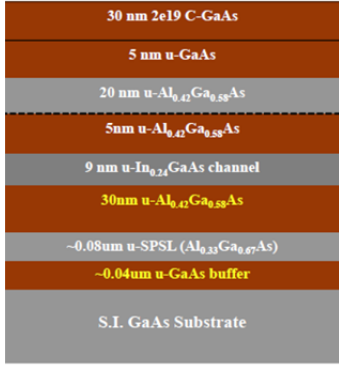 30 nm 2e19 C-GaAs
5 nm u-GaAs
20 nm u-Al₀.₄₂Ga₀.₅₈As
5nm u-Al₀.₄₂Ga₀.₅₈As
9 nm u-In₀.₂₄GaAs channel
30nm u-Al₀.₄₂Ga₀.₅₈As
~0.08um u-SPSL (Al₀.₃₃Ga₀.₆₇As)
~0.04um u-GaAs buffer
S.I. GaAs Substrate